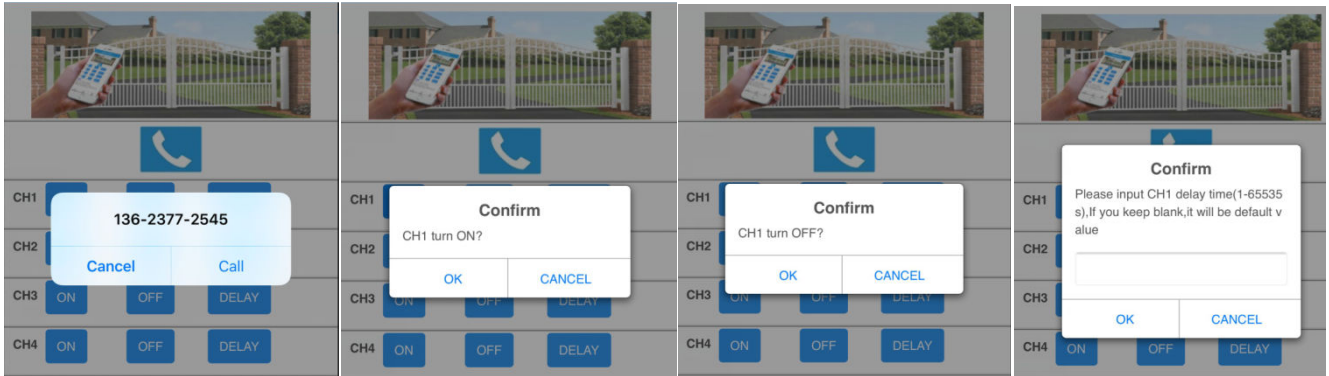 CH1
136-2377-2545
CH2
Cancel Call
CH3 ON OFF DELAY
CH4 ON OFF DELAY
CH1
Confirm
CH1 turn ON?
CH2
OK CANCEL
CH3 ON OFF DELAY
CH4 ON OFF DELAY
CH1
Confirm
CH1 turn OFF?
CH2
OK CANCEL
CH3 ON OFF DELAY
CH4 ON OFF DELAY
Confirm
CH1
Please input CH1 delay time(1-65535
s),If you keep blank,it will be default v
alue
CH2
CH3
OK CANCEL
CH4 ON OFF DELAY